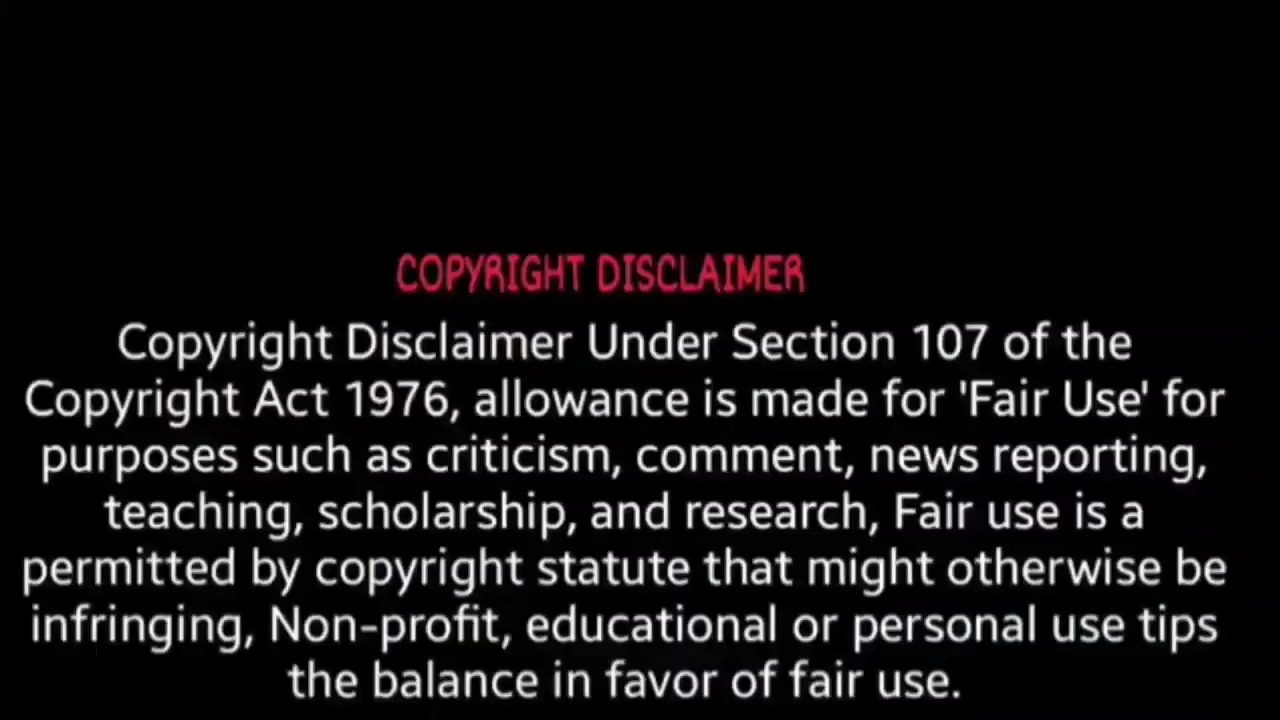 COPYRIGHT DISCLAIMER
Copyright Disclaimer Under Section 107 of the
Copyright Act 1976, allowance is made for 'Fair Use' for
purposes such as criticism, comment, news reporting,
teaching, scholarship, and research, Fair use is a
permitted by copyright statute that might otherwise be
infringing, Non-profit, educational or personal use tips
the balance in favor of fair use.